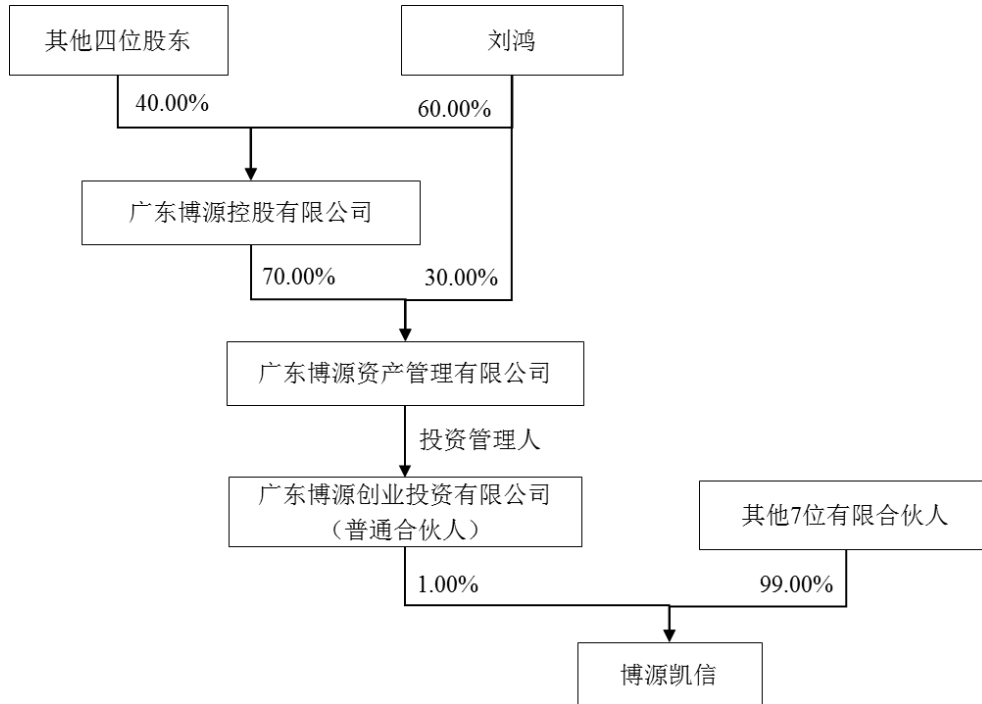 其他四位股东
刘鸿
40.00%
60.00%
广东博源控股有限公司
70.00%
30.00%
广东博源资产管理有限公司
投资管理人
广东博源创业投资有限公司
（普通合伙人）
其他7位有限合伙人
1.00%
99.00%
博源凯信